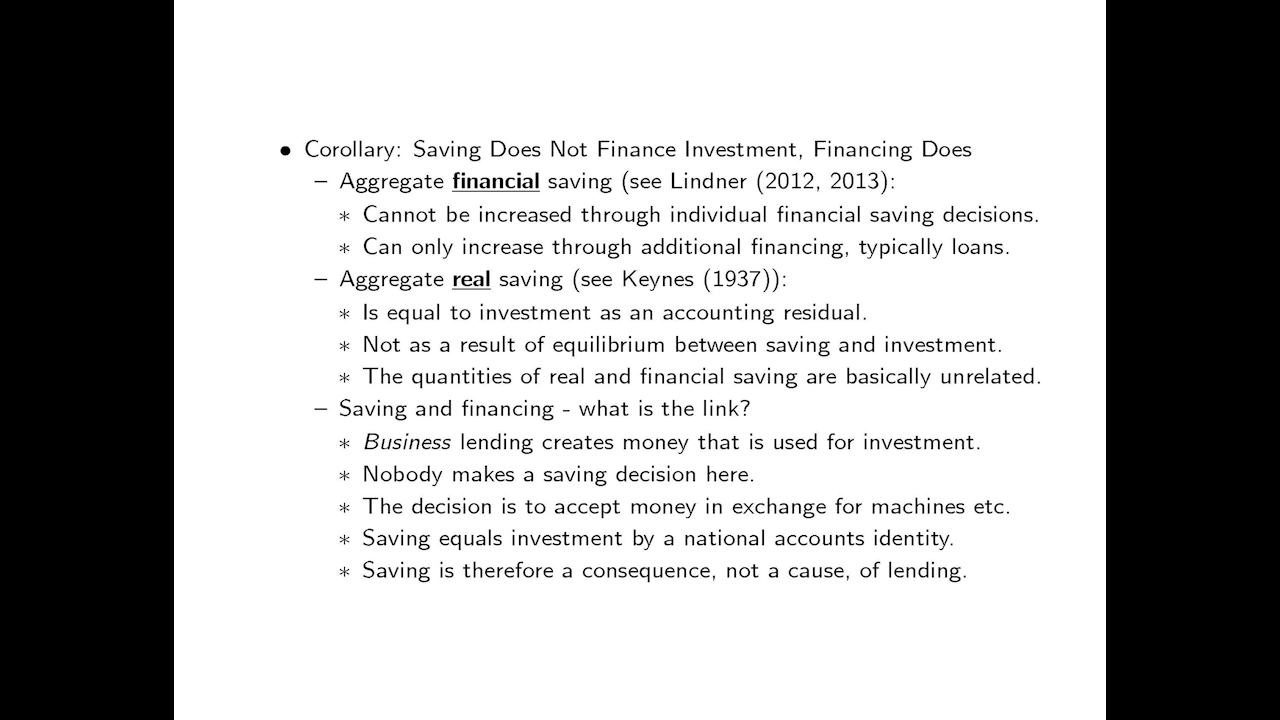 • Corollary: Saving Does Not Finance Investment, Financing Does
– Aggregate financial saving (see Lindner (2012, 2013):
∗ Cannot be increased through individual financial saving decisions.
∗ Can only increase through additional financing, typically loans.
– Aggregate real saving (see Keynes (1937)):
∗ Is equal to investment as an accounting residual.
∗ Not as a result of equilibrium between saving and investment.
∗ The quantities of real and financial saving are basically unrelated.
– Saving and financing - what is the link?
∗ Business lending creates money that is used for investment.
∗ Nobody makes a saving decision here.
∗ The decision is to accept money in exchange for machines etc.
∗ Saving equals investment by a national accounts identity.
∗ Saving is therefore a consequence, not a cause, of lending.